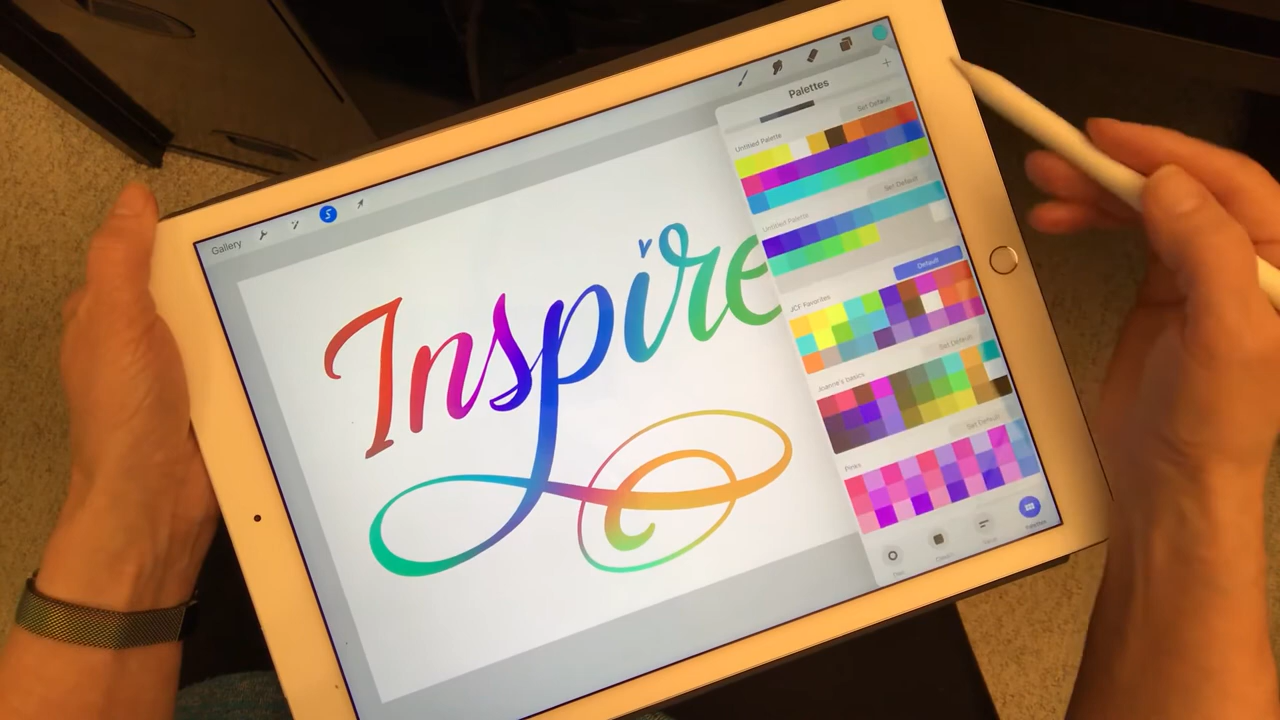 Gallery
Inspire
Palettes
Set Default
Untitled Palette
Set Default
Untitled Palette
Default
JCF Favorites
Set Default
Joanne's basics
Set Default
Pinks
Palettes